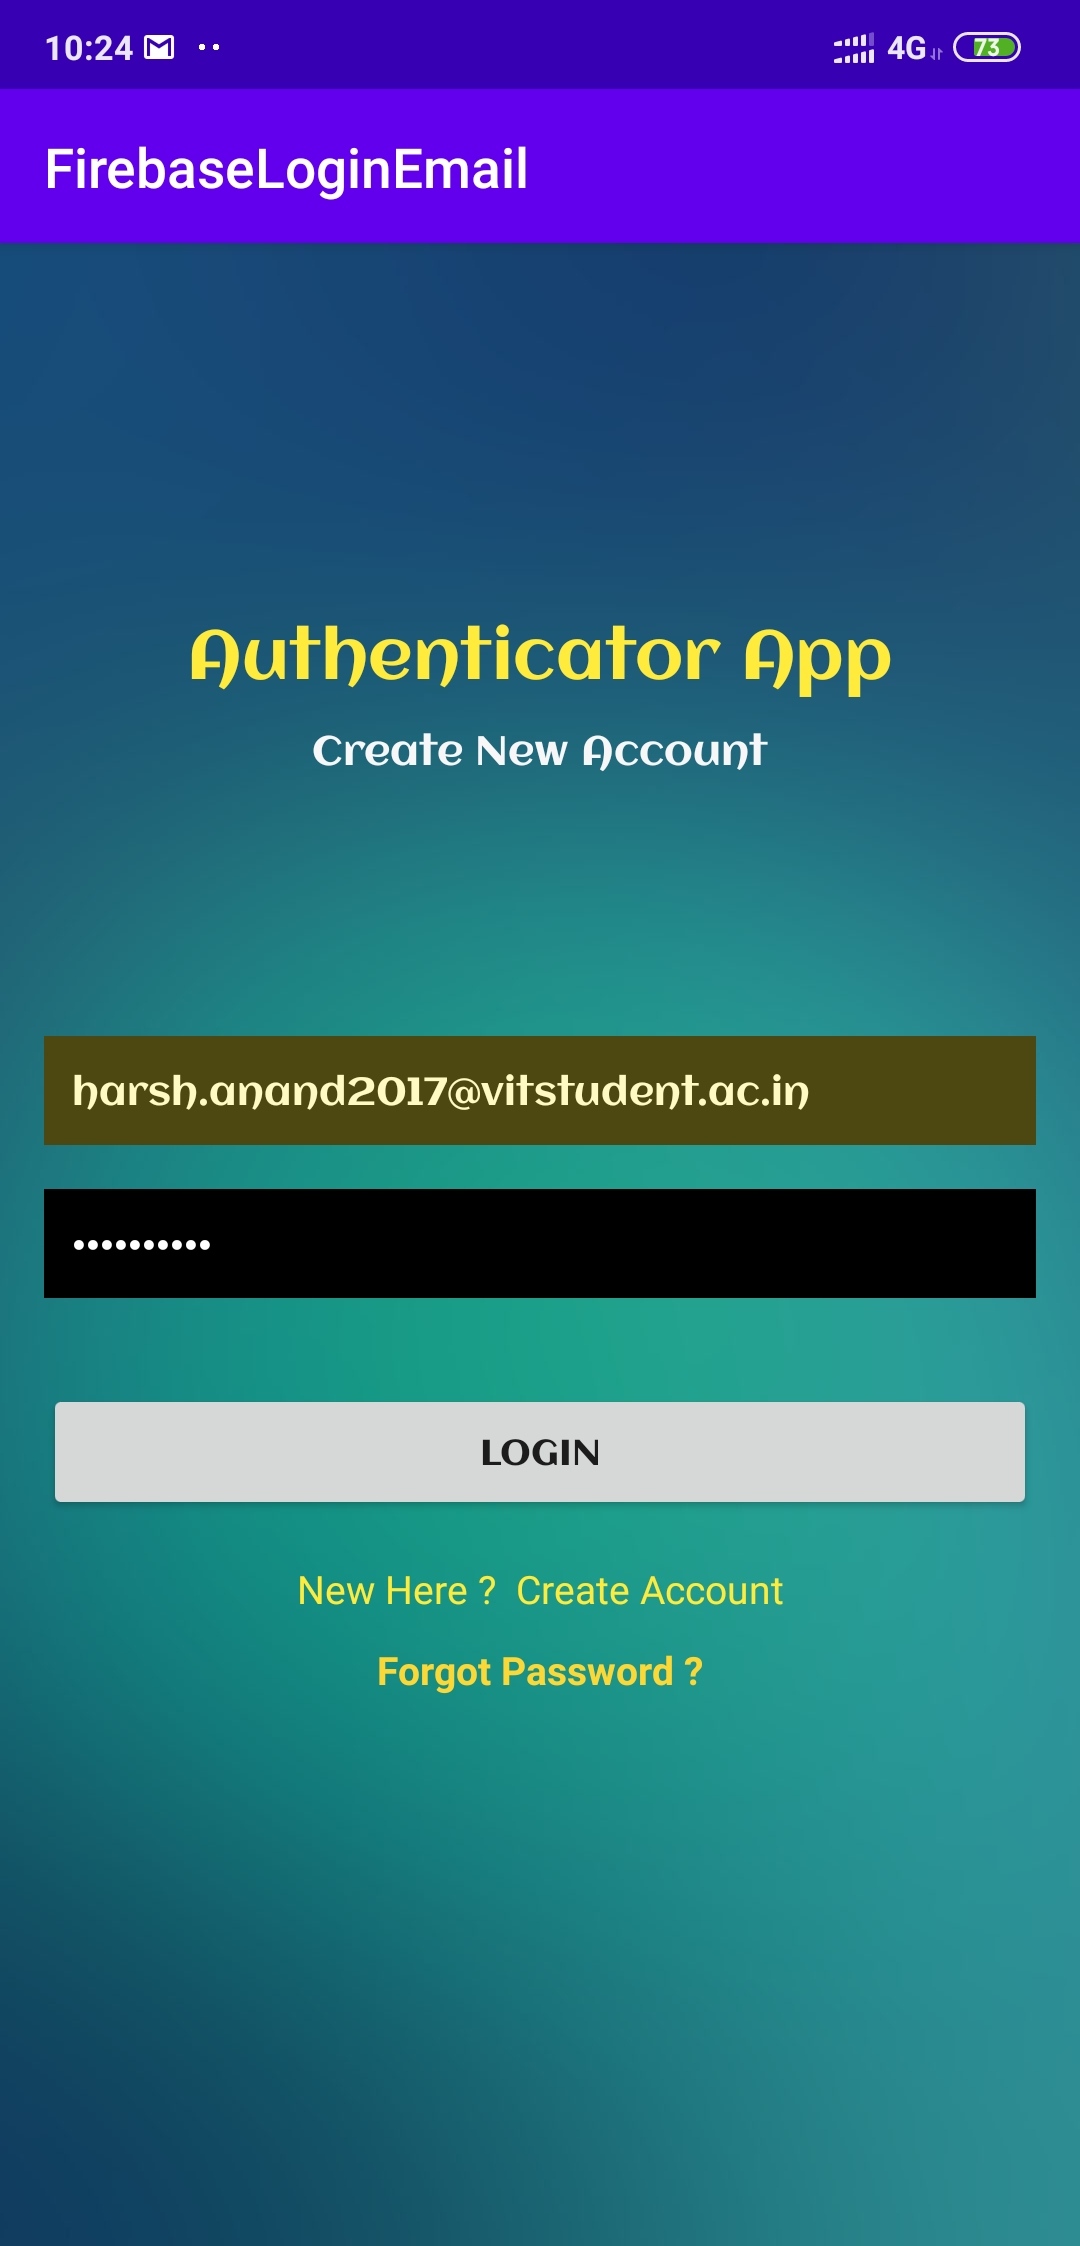 10:24 4G 73
FirebaseLoginEmail
Authenticator App
Create New Account
harsh.anand2017@vitstudent.ac.in
••••••••••
LOGIN
New Here ? Create Account
Forgot Password ?